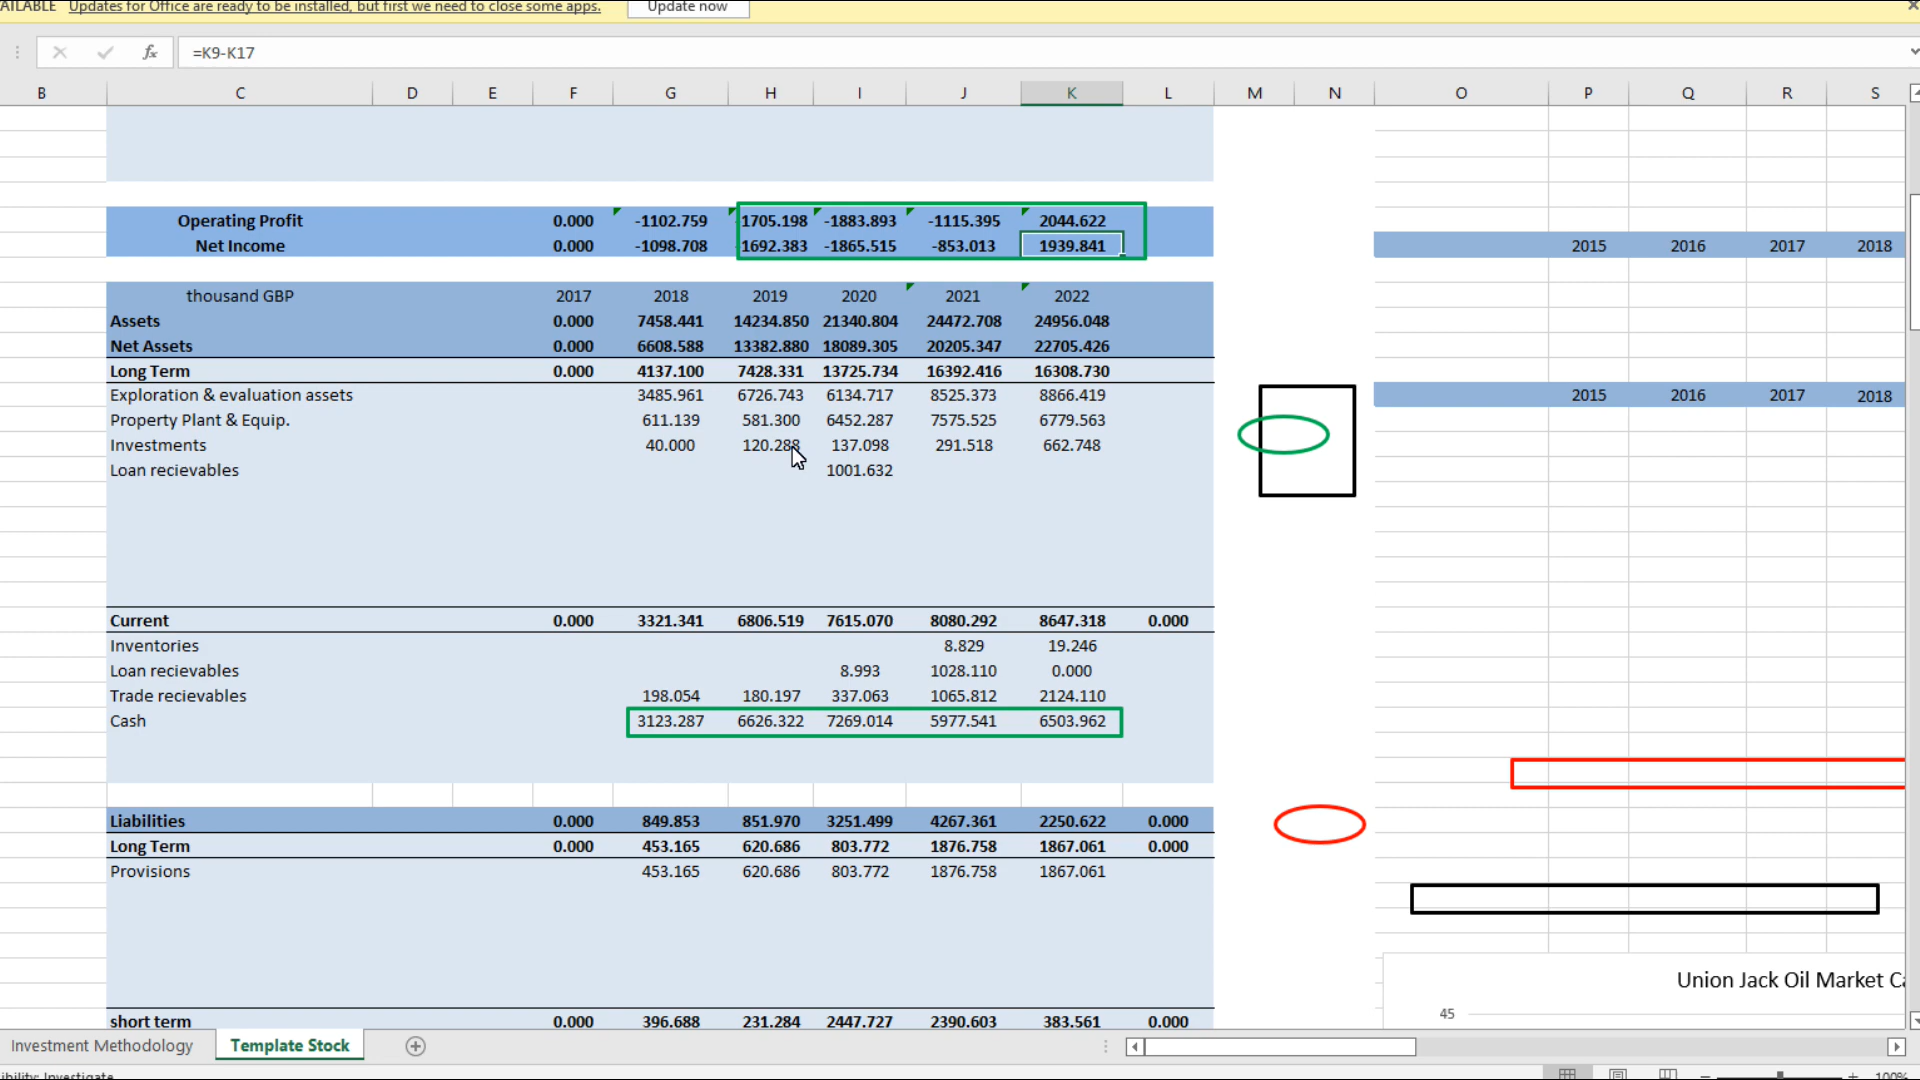 AILABLE Updates for Office are ready to be installed, but first we need to close some apps. Update now
fx =K9-K17
B C D E F G H I J K L M N O P Q R S
Operating Profit 0.000 -1102.759 1705.198 -1883.893 -1115.395 2044.622
Net Income 0.000 -1098.708 1692.383 -1865.515 -853.013 1939.841
2015 2016 2017 2018
thousand GBP 2017 2018 2019 2020 2021 2022
Assets 0.000 7458.441 14234.850 21340.804 24472.708 24956.048
Net Assets 0.000 6608.588 13382.880 18089.305 20205.347 22705.426
Long Term 0.000 4137.100 7428.331 13725.734 16392.416 16308.730
Exploration & evaluation assets 3485.961 6726.743 6134.717 8525.373 8866.419
2015 2016 2017 2018
Property Plant & Equip. 611.139 581.300 6452.287 7575.525 6779.563
Investments 40.000 120.288 137.098 291.518 662.748
Loan recievables 1001.632
Current 0.000 3321.341 6806.519 7615.070 8080.292 8647.318 0.000
Inventories 8.829 19.246
Loan recievables 8.993 1028.110 0.000
Trade recievables 198.054 180.197 337.063 1065.812 2124.110
Cash 3123.287 6626.322 7269.014 5977.541 6503.962
Liabilities 0.000 849.853 851.970 3251.499 4267.361 2250.622 0.000
Long Term 0.000 453.165 620.686 803.772 1876.758 1867.061 0.000
Provisions 453.165 620.686 803.772 1876.758 1867.061
Union Jack Oil Market Ca
45
short term 0.000 396.688 231.284 2447.727 2390.603 383.561 0.000
Investment Methodology Template Stock
ibility: Investigate 100%